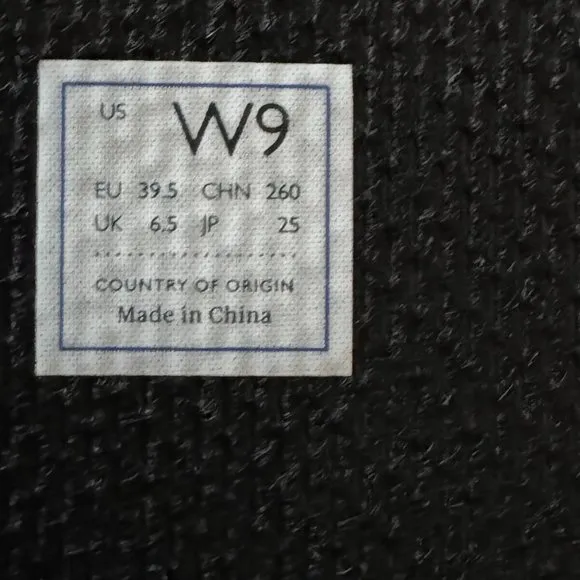 US W9
EU 39.5 CHN 260
UK 6.5 JP 25
COUNTRY OF ORIGIN
Made in China